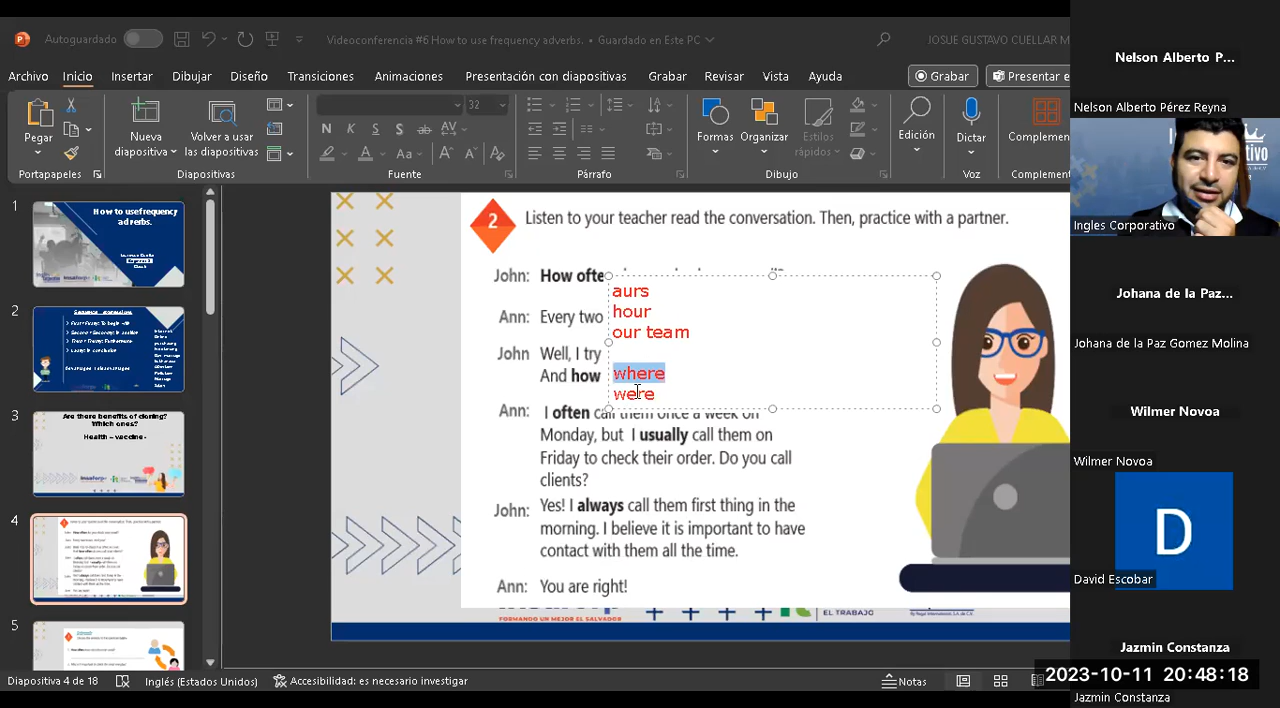 Autoguardado
Videoconferencia #6 How to use frequency adverbs. • Guardado en Este PC
JOSUE GUSTAVO CUELLAR M
Archivo Inicio Insertar Dibujar Diseño Transiciones Animaciones Presentación con diapositivas Grabar Revisar Vista Ayuda
Grabar
Presentar e
Pegar
Nueva diapositiva
Volver a usar las diapositivas
32
Formas
Organizar
Estilos rápidos
Edición
Dictar
Complemen
Portapapeles
Diapositivas
Fuente
Párrafo
Dibujo
Voz
Complement
1
How to use frequency
adverbs.
2
3
Are there benefits of cloning?
Which ones?
Health – vaccine-
4
5
2
Listen to your teacher read the conversation. Then, practice with a partner.
John: How ofte
Ann: Every two
John Well, I try
And how
Ann: I often call them once a week on
Monday, but I usually call them on
Friday to check their order. Do you call
clients?
John: Yes! I always call them first thing in the
morning. I believe it is important to have
contact with them all the time.
Ann: You are right!
aurs
hour
our team
where
were
FORMANDO UN MEJOR EL SALVADOR
EL TRABAJO
Diapositiva 4 de 18
Inglés (Estados Unidos)
Accesibilidad: es necesario investigar
Notas
Nelson Alberto P...
Nelson Alberto Pérez Reyna
Ingles Corporativo
Johana de la Paz...
Johana de la Paz Gomez Molina
Wilmer Novoa
Wilmer Novoa
D
David Escobar
Jazmin Constanza
2023-10-11 20:48:18
Jazmin Constanza